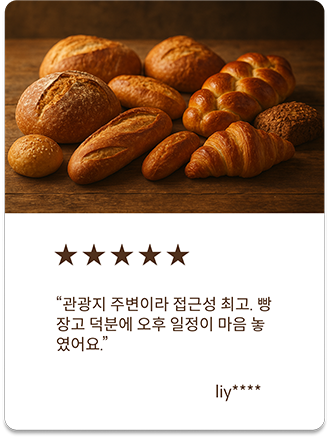 ★★★★★
“관광지 주변이라 접근성 최고. 빵
장고 덕분에 오후 일정이 마음 놓
였어요.”
liy****